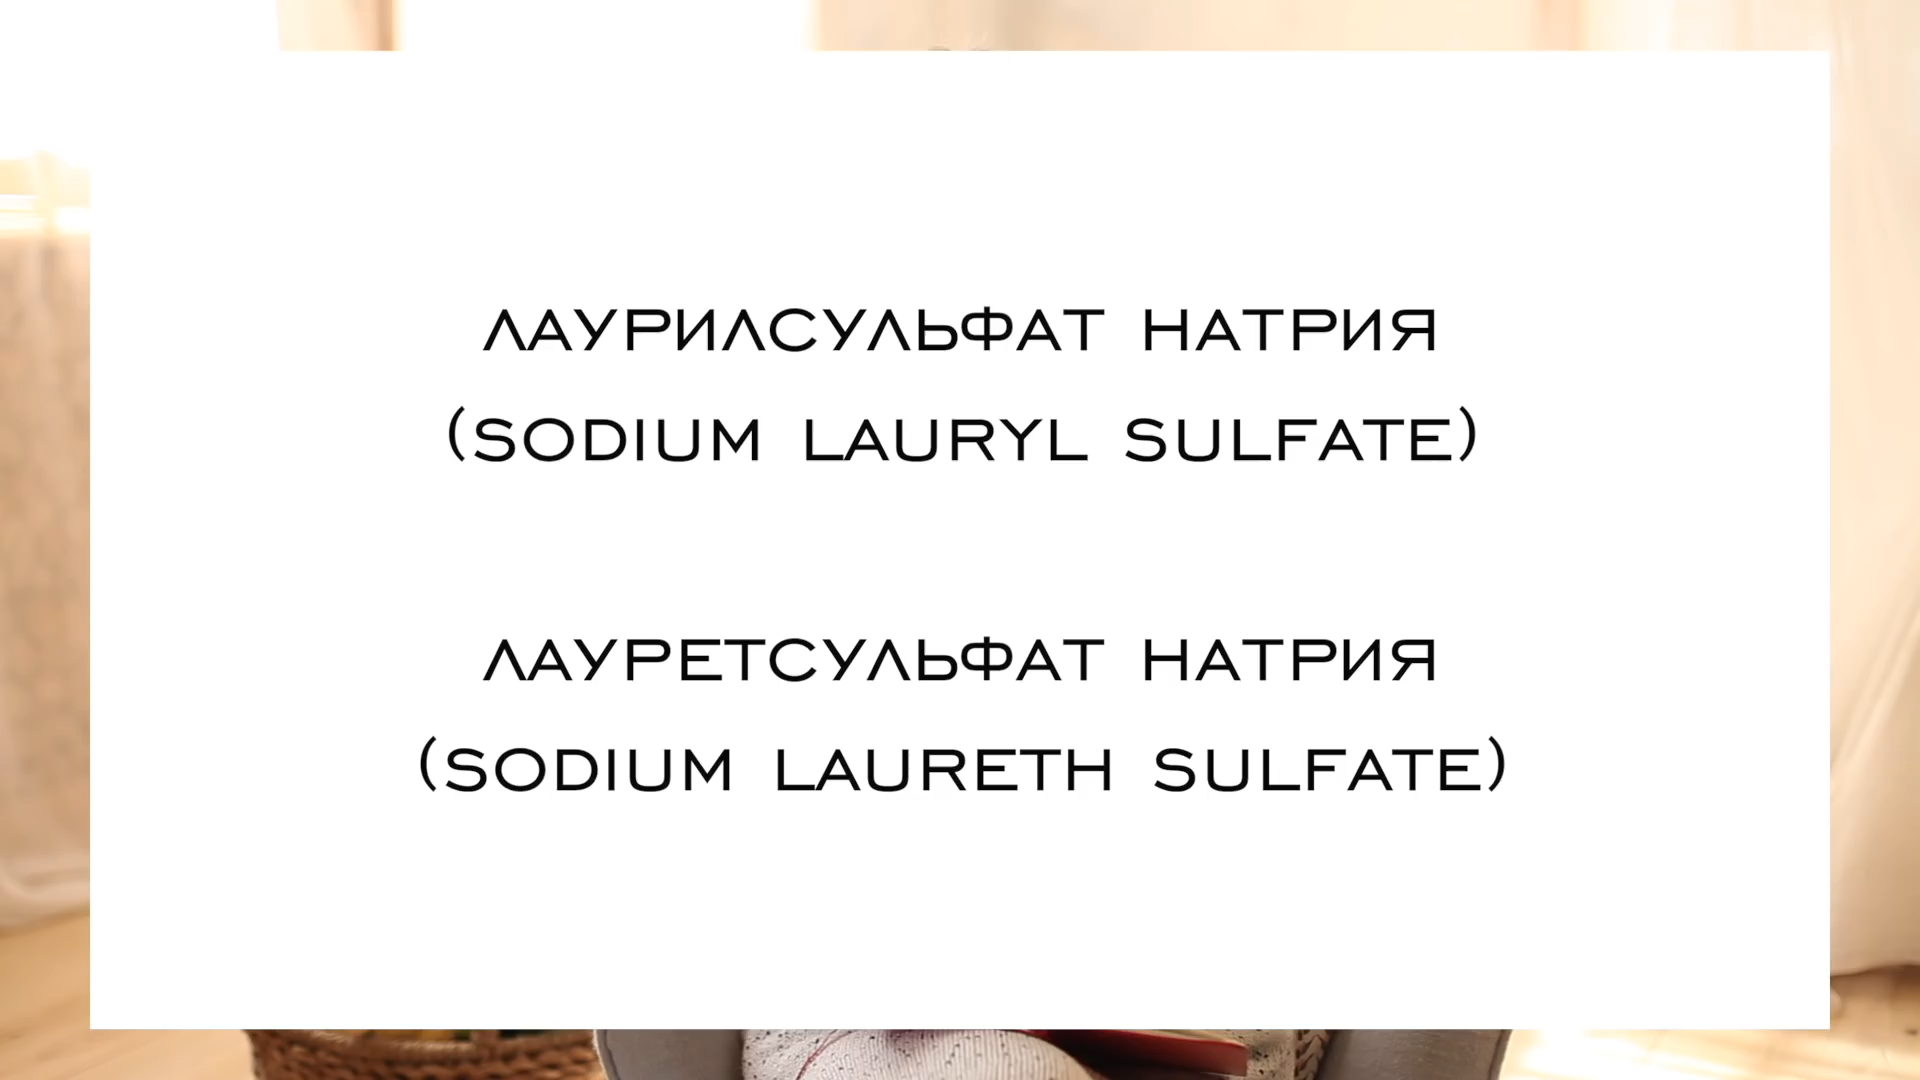 ЛАУРИЛСУЛЬФАТ НАТРИЯ
(SODIUM LAURYL SULFATE)
ЛАУРЕТСУЛЬФАТ НАТРИЯ
(SODIUM LAURETH SULFATE)